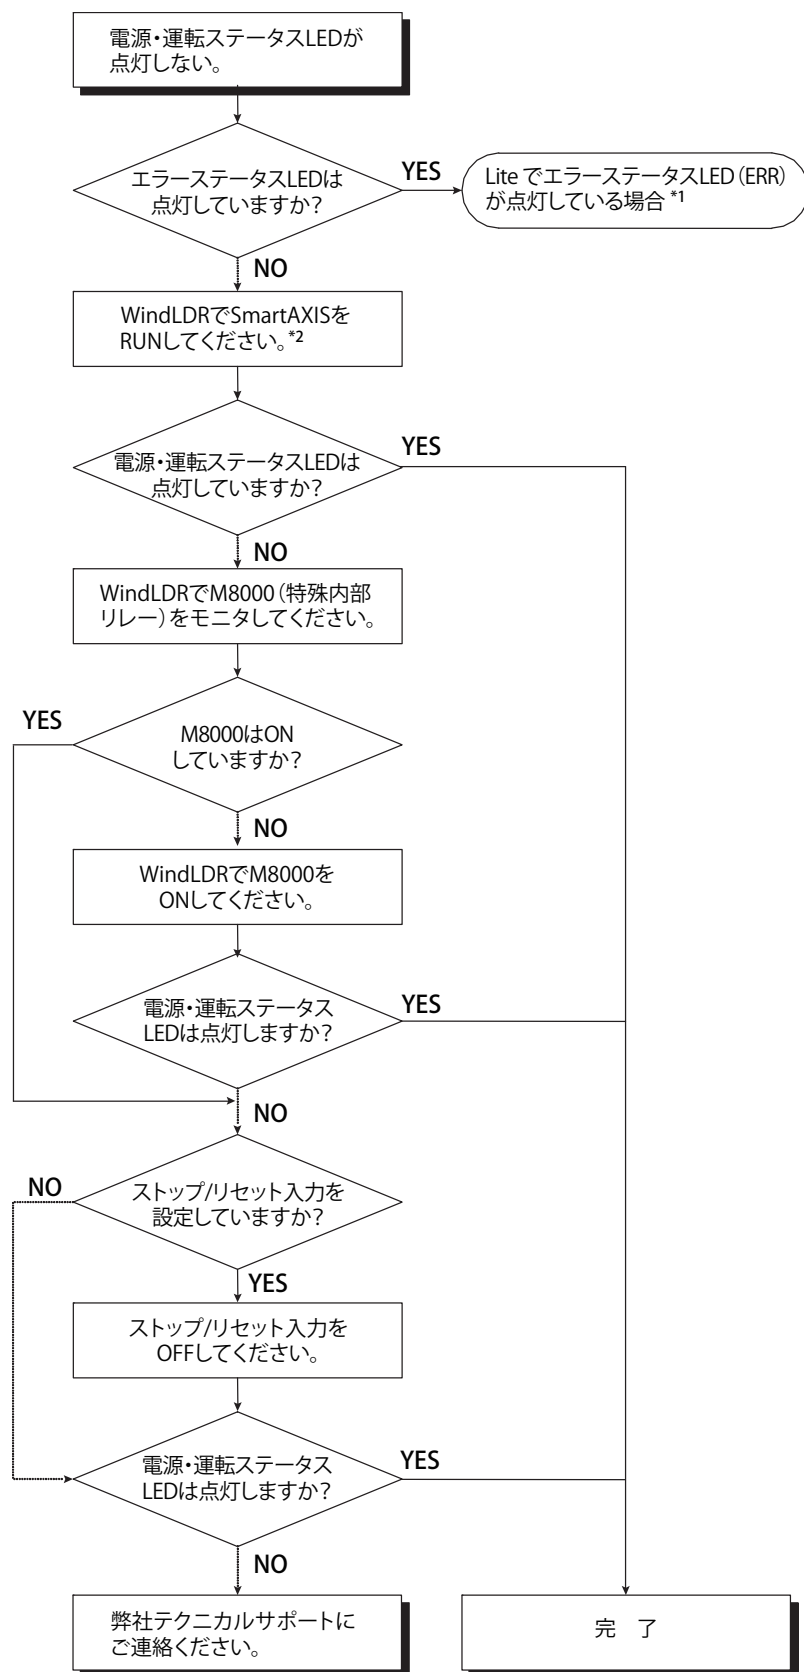 電源・運転ステータスLEDが
点灯しない。
エラーステータスLEDは
点灯していますか?
YES
Lite でエラーステータスLED（ERR）
が点灯している場合 *1
NO
WindLDRでSmartAXISを
RUNしてください。*2
電源・運転ステータスLEDは
点灯していますか?
YES
NO
WindLDRでM8000（特殊内部
リレー）をモニタしてください。
YES
M8000はON
していますか?
NO
WindLDRでM8000を
ONしてください。
電源・運転ステータス
LEDは点灯しますか?
YES
NO
NO
ストップ/リセット入力を
設定していますか?
YES
ストップ/リセット入力を
OFFしてください。
電源・運転ステータス
LEDは点灯しますか?
YES
NO
弊社テクニカルサポートに
ご連絡ください。
完　了